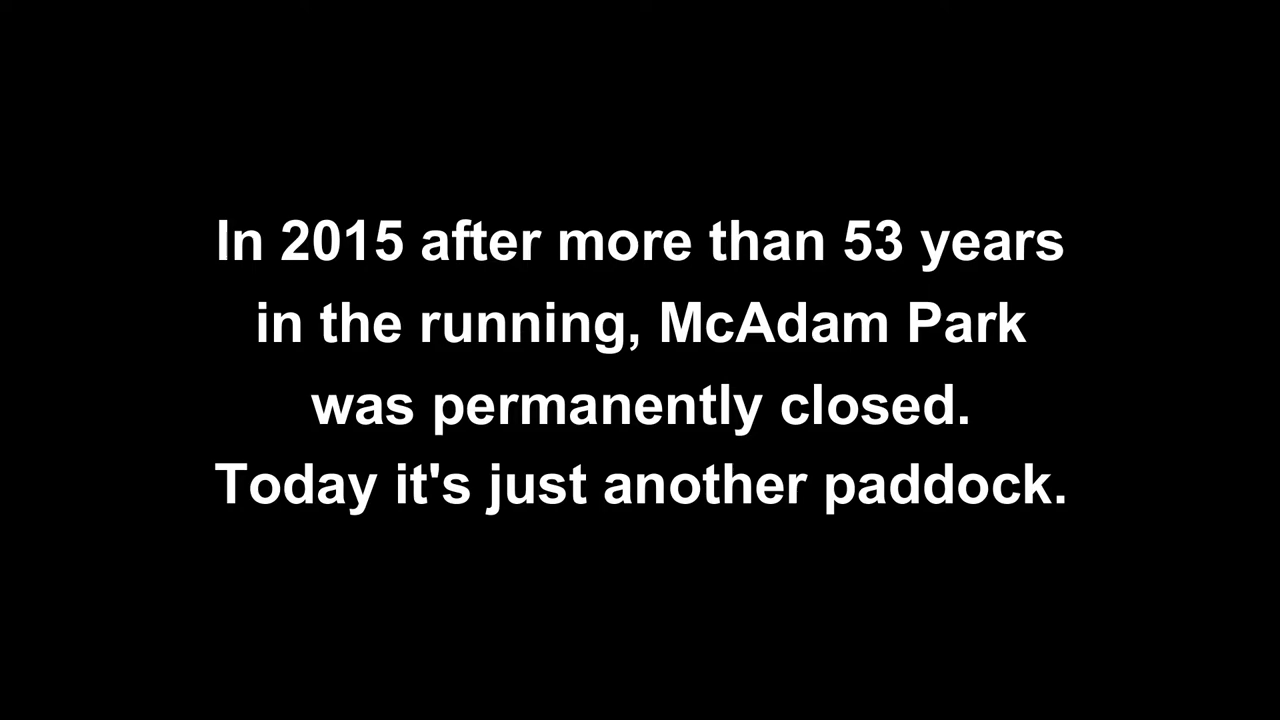 In 2015 after more than 53 years
in the running, McAdam Park
was permanently closed.
Today it's just another paddock.